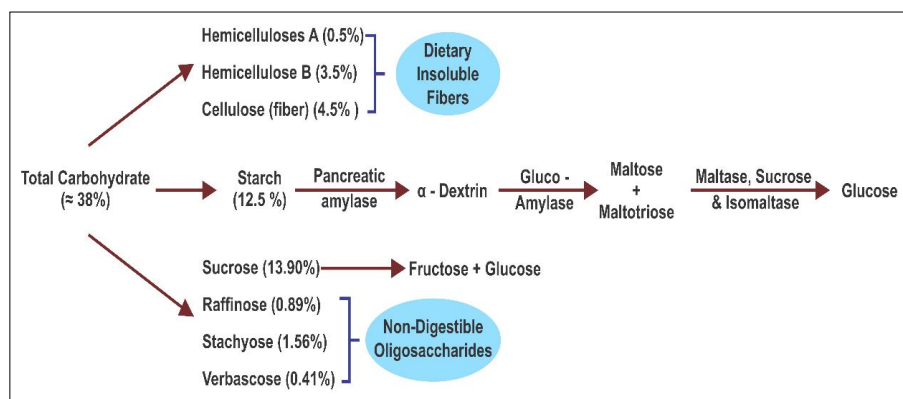 Hemicelluloses A (0.5%)
Hemicellulose B (3.5%)
Cellulose (fiber) (4.5% )
Dietary
Insoluble
Fibers
Total Carbohydrate
(≈ 38%)
Starch
(12.5 %)
Pancreatic
amylase
α - Dextrin
Gluco -
Amylase
Maltose
+
Maltotriose
Maltase, Sucrose
& Isomaltase
Glucose
Sucrose (13.90%)
Fructose + Glucose
Raffinose (0.89%)
Stachyose (1.56%)
Verbascose (0.41%)
Non-Digestible
Oligosaccharides